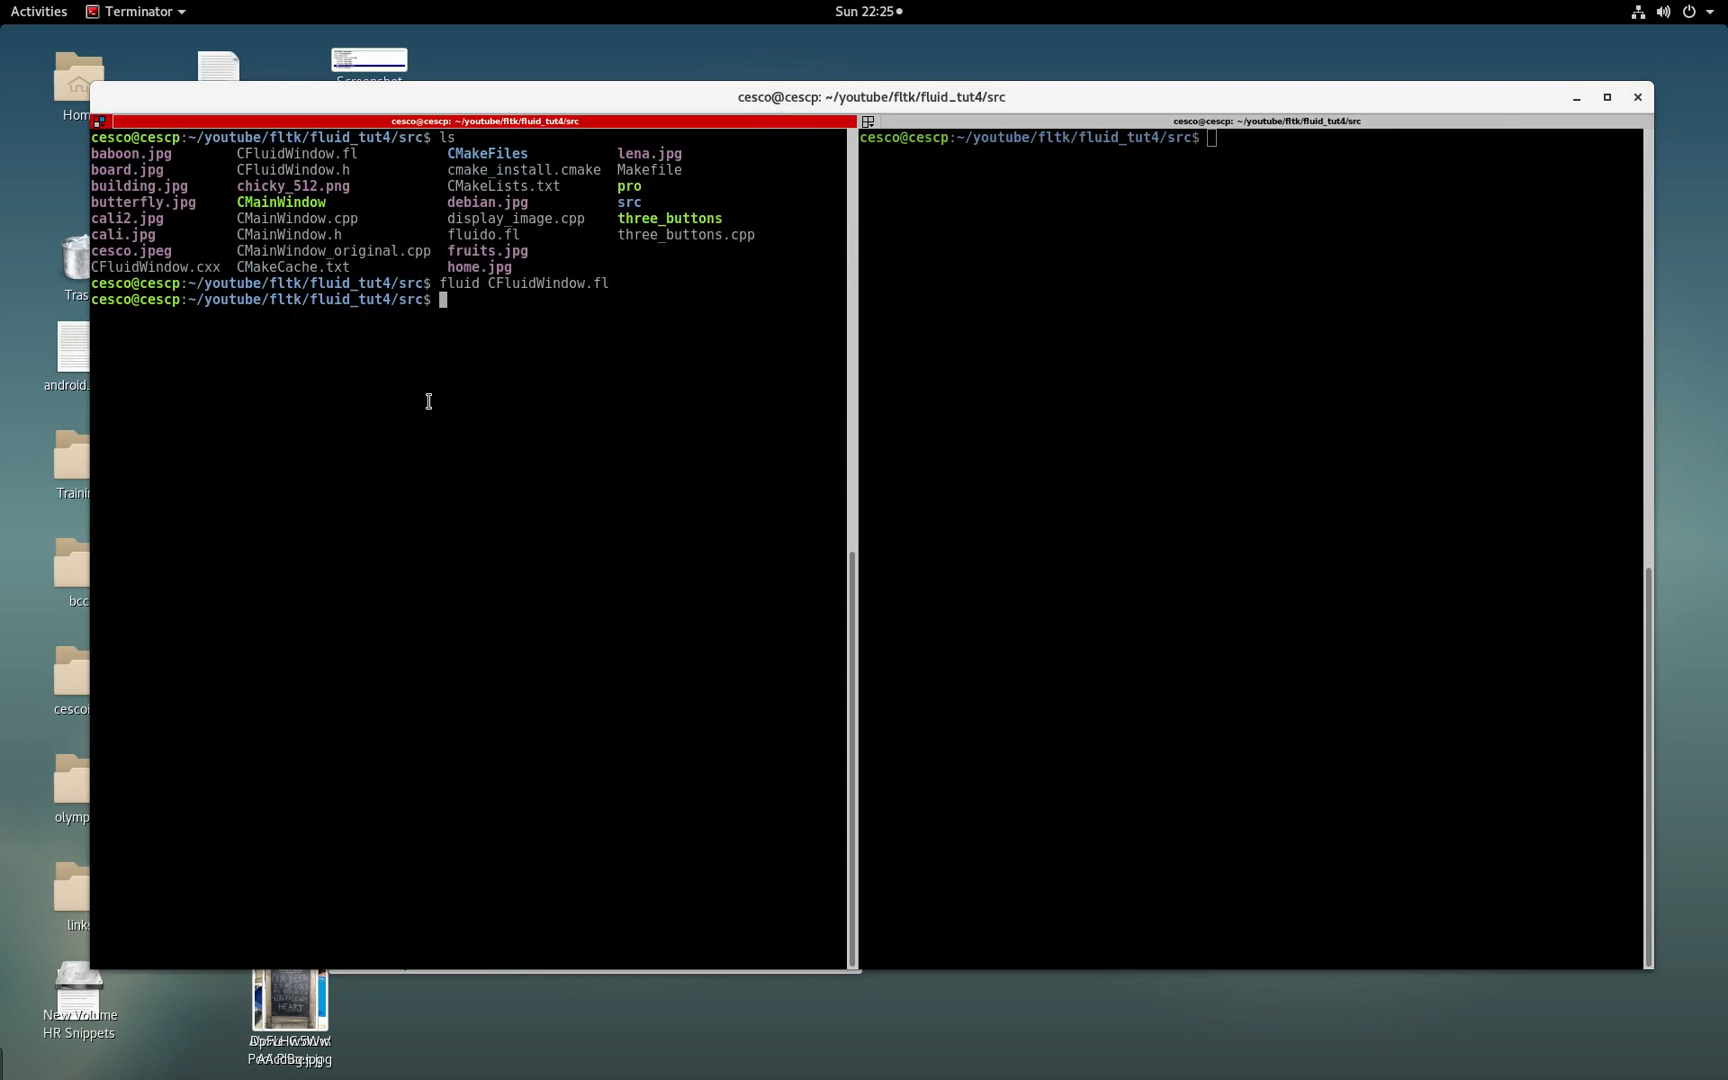 Activities Terminator Sun 22:25
Screenshot
Hom
cesco@cescp: ~/youtube/fltk/fluid_tut4/src
cesco@cescp: ~/youtube/fltk/fluid_tut4/src cesco@cescp: ~/youtube/fltk/fluid_tut4/src
cesco@cescp:~/youtube/fltk/fluid_tut4/src$ ls
baboon.jpg CFluidWindow.fl CMakeFiles lena.jpg
board.jpg CFluidWindow.h cmake_install.cmake Makefile
building.jpg chicky_512.png CMakeLists.txt pro
butterfly.jpg CMainWindow debian.jpg src
cali2.jpg CMainWindow.cpp display_image.cpp three_buttons
cali.jpg CMainWindow.h fluido.fl three_buttons.cpp
cesco.jpeg CMainWindow_original.cpp fruits.jpg
CFluidWindow.cxx CMakeCache.txt home.jpg
cesco@cescp:~/youtube/fltk/fluid_tut4/src$ fluid CFluidWindow.fl
cesco@cescp:~/youtube/fltk/fluid_tut4/src$
cesco@cescp:~/youtube/fltk/fluid_tut4/src$
Tras
android.
Trainin
bcc
cescoi
olymp
links
New Volume
HR Snippets